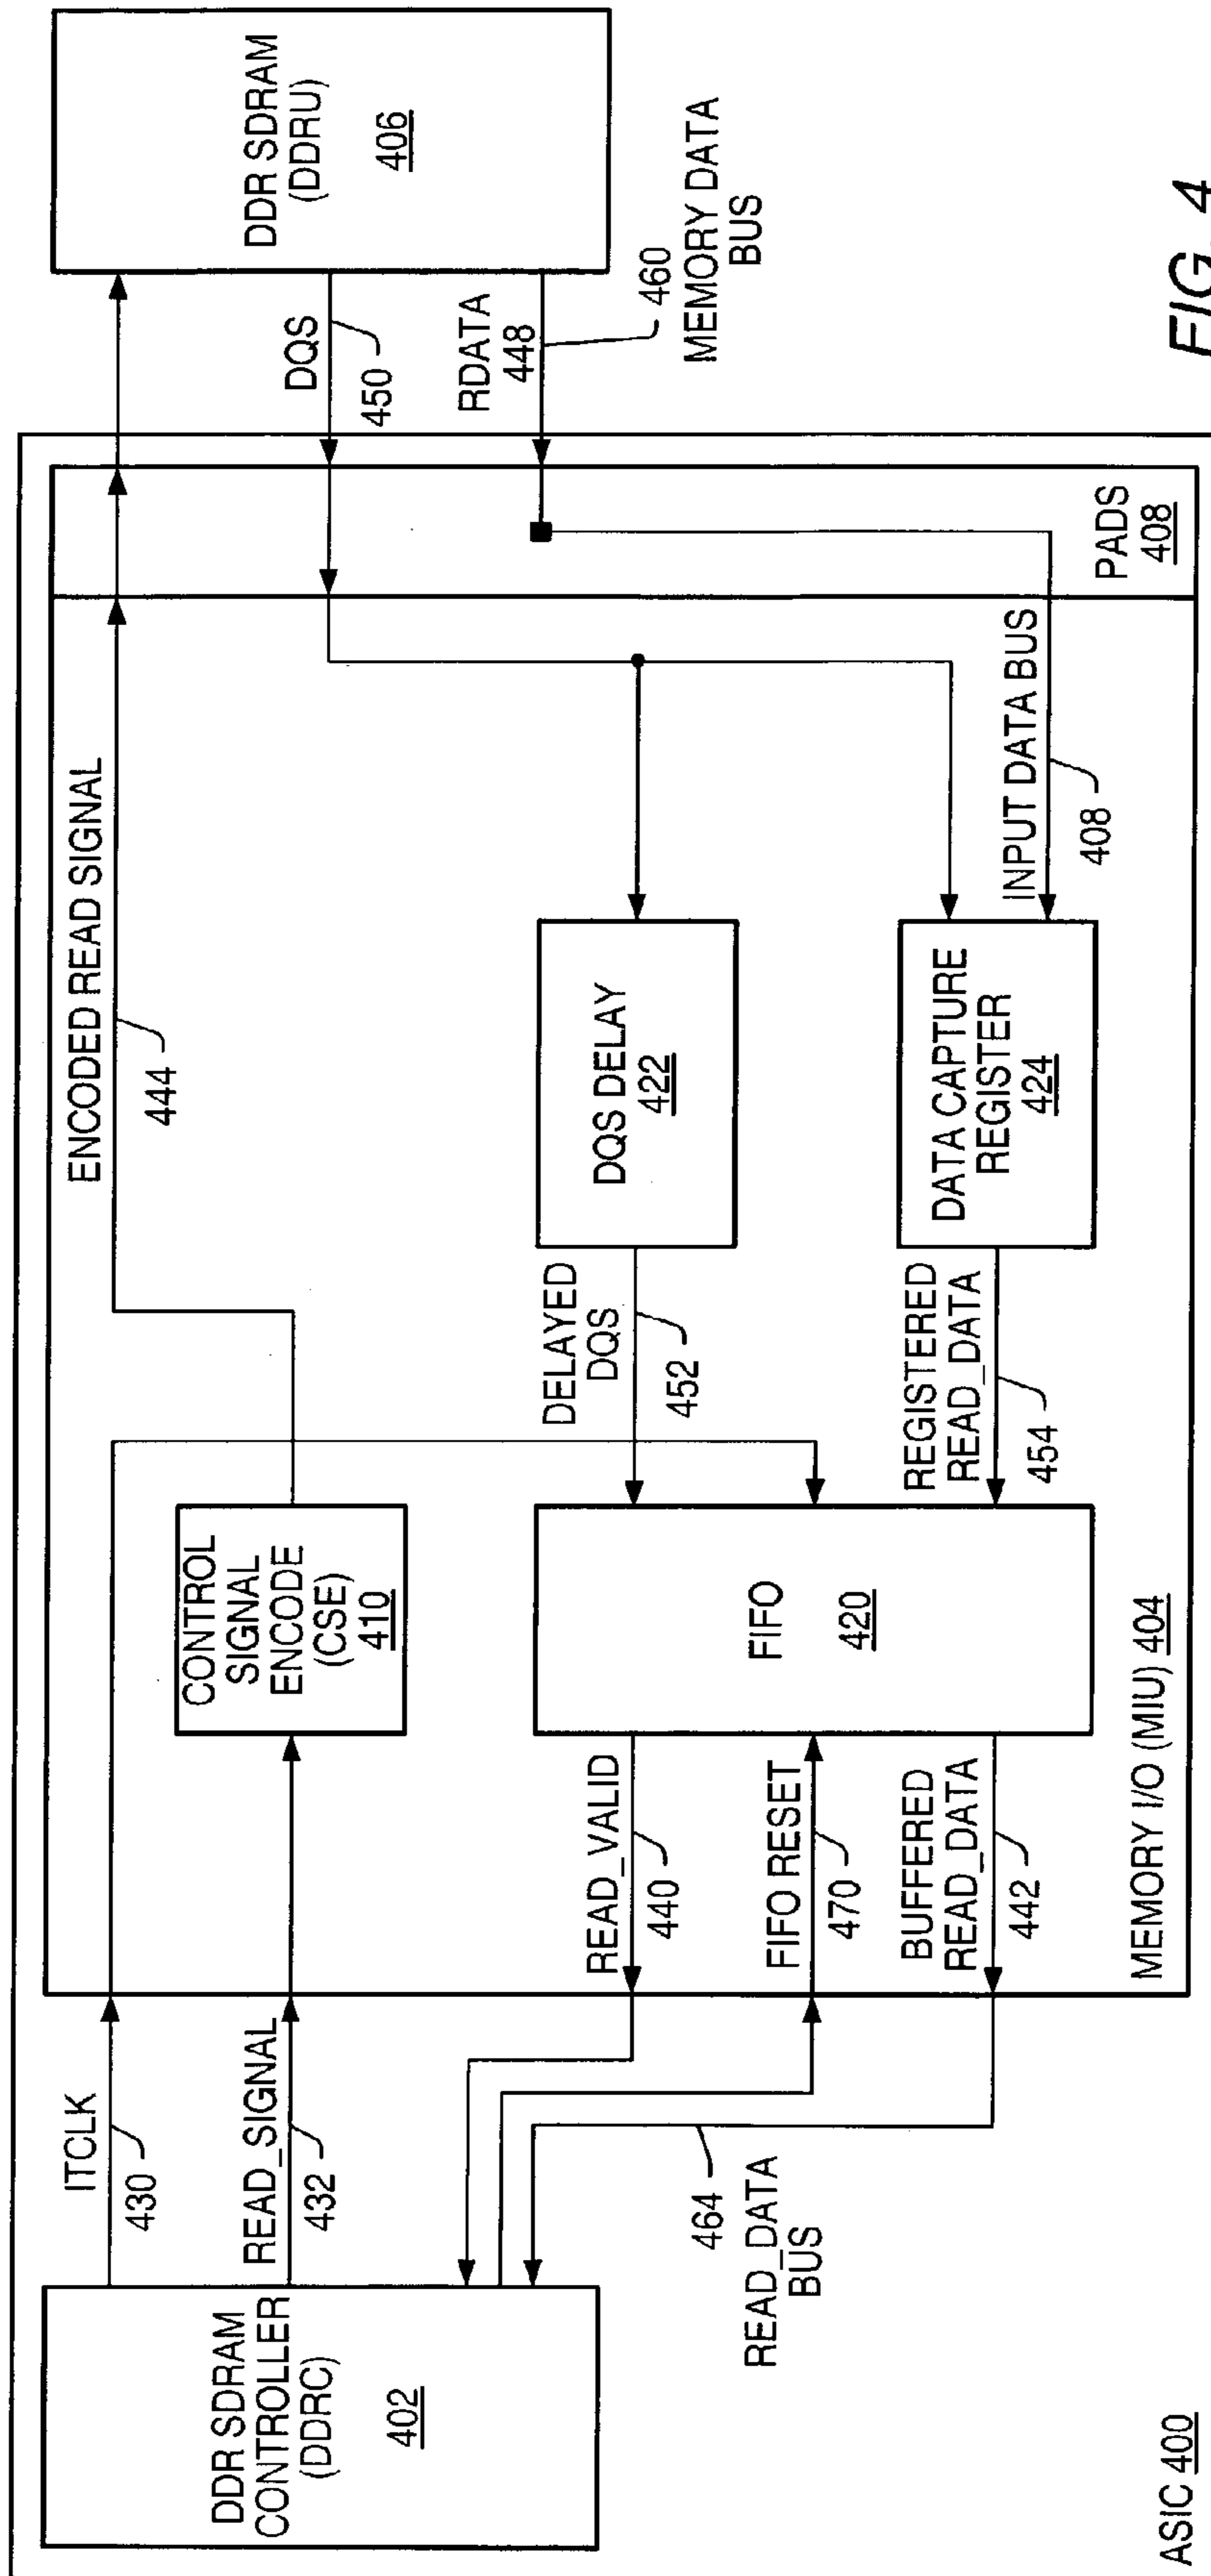 DDR SDRAM
CONTROLLER
(DDRC)
402
ITCLK
430
READ_SIGNAL
432
464
READ_DATA
BUS
ASIC 400
CONTROL
SIGNAL
ENCODE
(CSE)
410
ENCODED READ SIGNAL
444
READ_VALID
440
FIFO RESET
470
BUFFERED
READ_DATA
442
FIFO
420
DELAYED
DQS
452
REGISTERED
READ_DATA
454
DQS DELAY
422
DATA CAPTURE
REGISTER
424
INPUT DATA BUS
408
MEMORY I/O (MIU) 404
PADS
408
DQS
450
RDATA
448
460
MEMORY DATA
BUS
DDR SDRAM
(DDRU)
406
FIG. 4